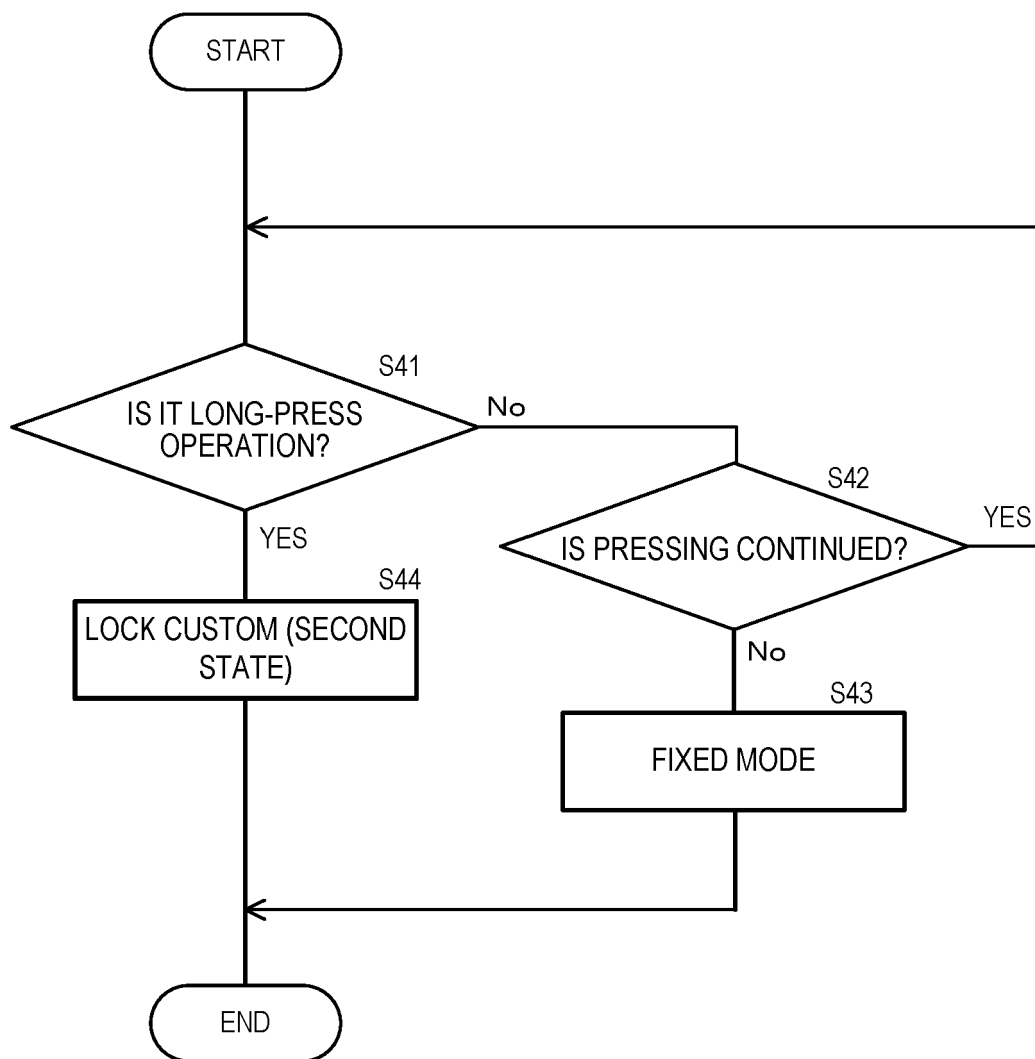 START
S41
IS IT LONG-PRESS
OPERATION?
No
S42
IS PRESSING CONTINUED?
YES
YES
S44
LOCK CUSTOM (SECOND
STATE)
No
S43
FIXED MODE
END